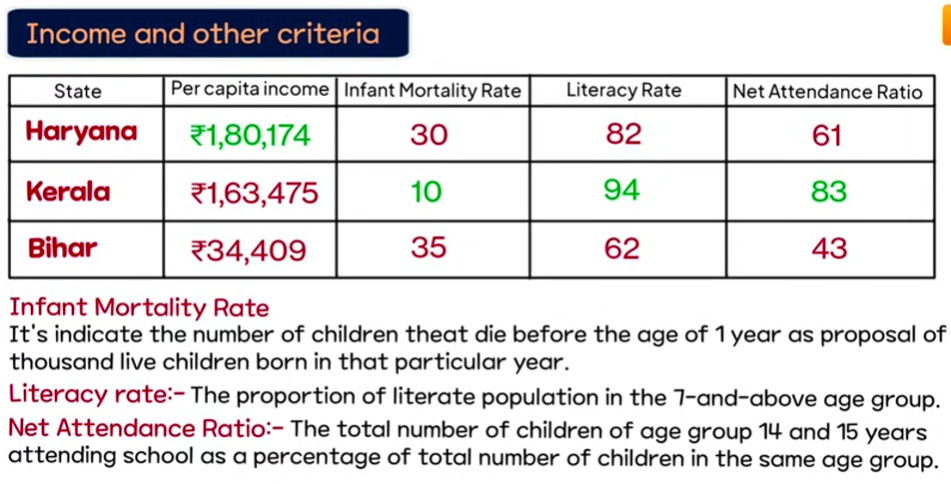 Income and other criteria
State Per capita income Infant Mortality Rate Literacy Rate Net Attendance Ratio
Haryana ₹1,80,174 30 82 61
Kerala ₹1,63,475 10 94 83
Bihar ₹34,409 35 62 43
Infant Mortality Rate
It's indicate the number of children theat die before the age of 1 year as proposal of
thousand live children born in that particular year.
Literacy rate:- The proportion of literate population in the 7-and-above age group.
Net Attendance Ratio:- The total number of children of age group 14 and 15 years
attending school as a percentage of total number of children in the same age group.